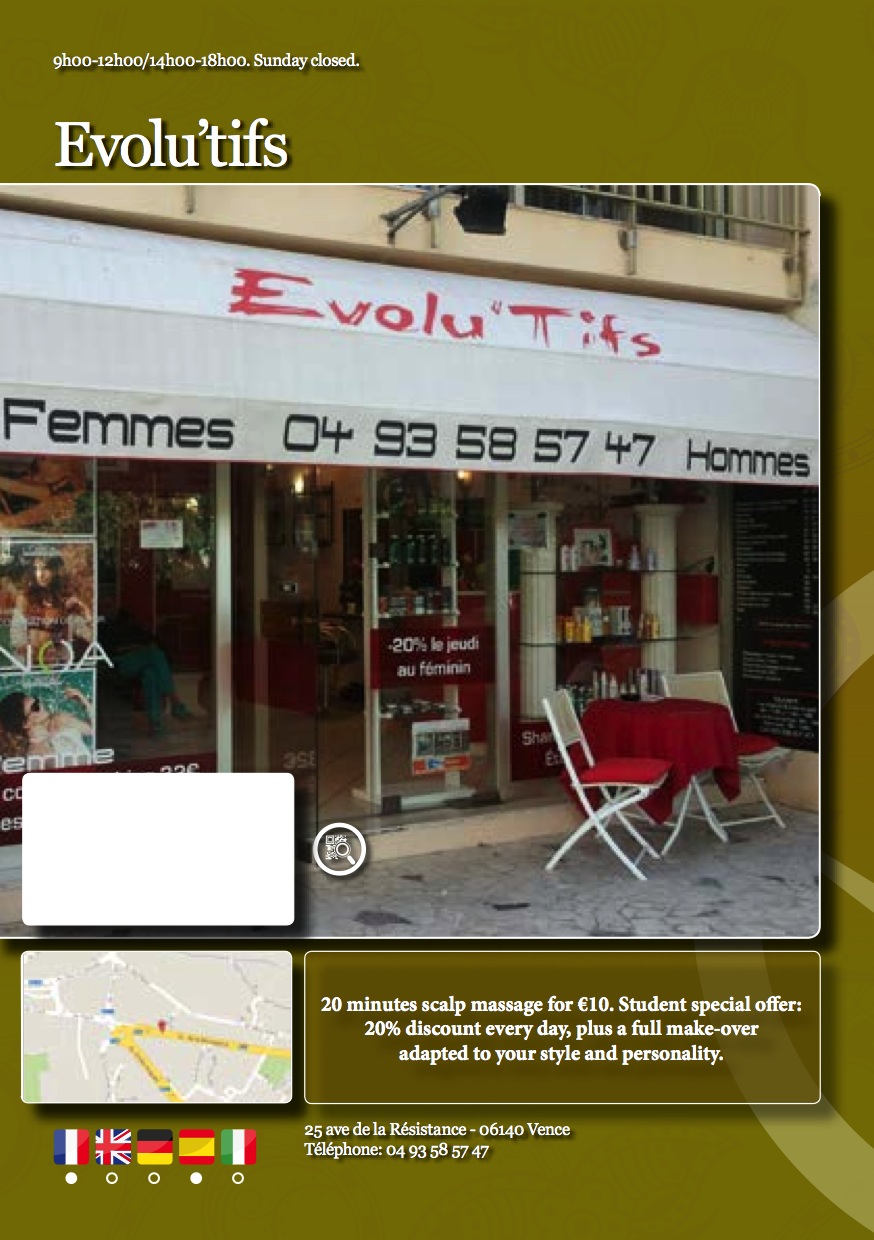 9h00-12h00/14h00-18h00. Sunday closed.
Evolu’tifs
Evolu'Tifs
Femmes 04 93 58 57 47 Hommes
NOA
-20% le jeudi
au féminin
emme
20 minutes scalp massage for €10. Student special offer:
20% discount every day, plus a full make-over
adapted to your style and personality.
25 ave de la Résistance - 06140 Vence
Téléphone: 04 93 58 57 47